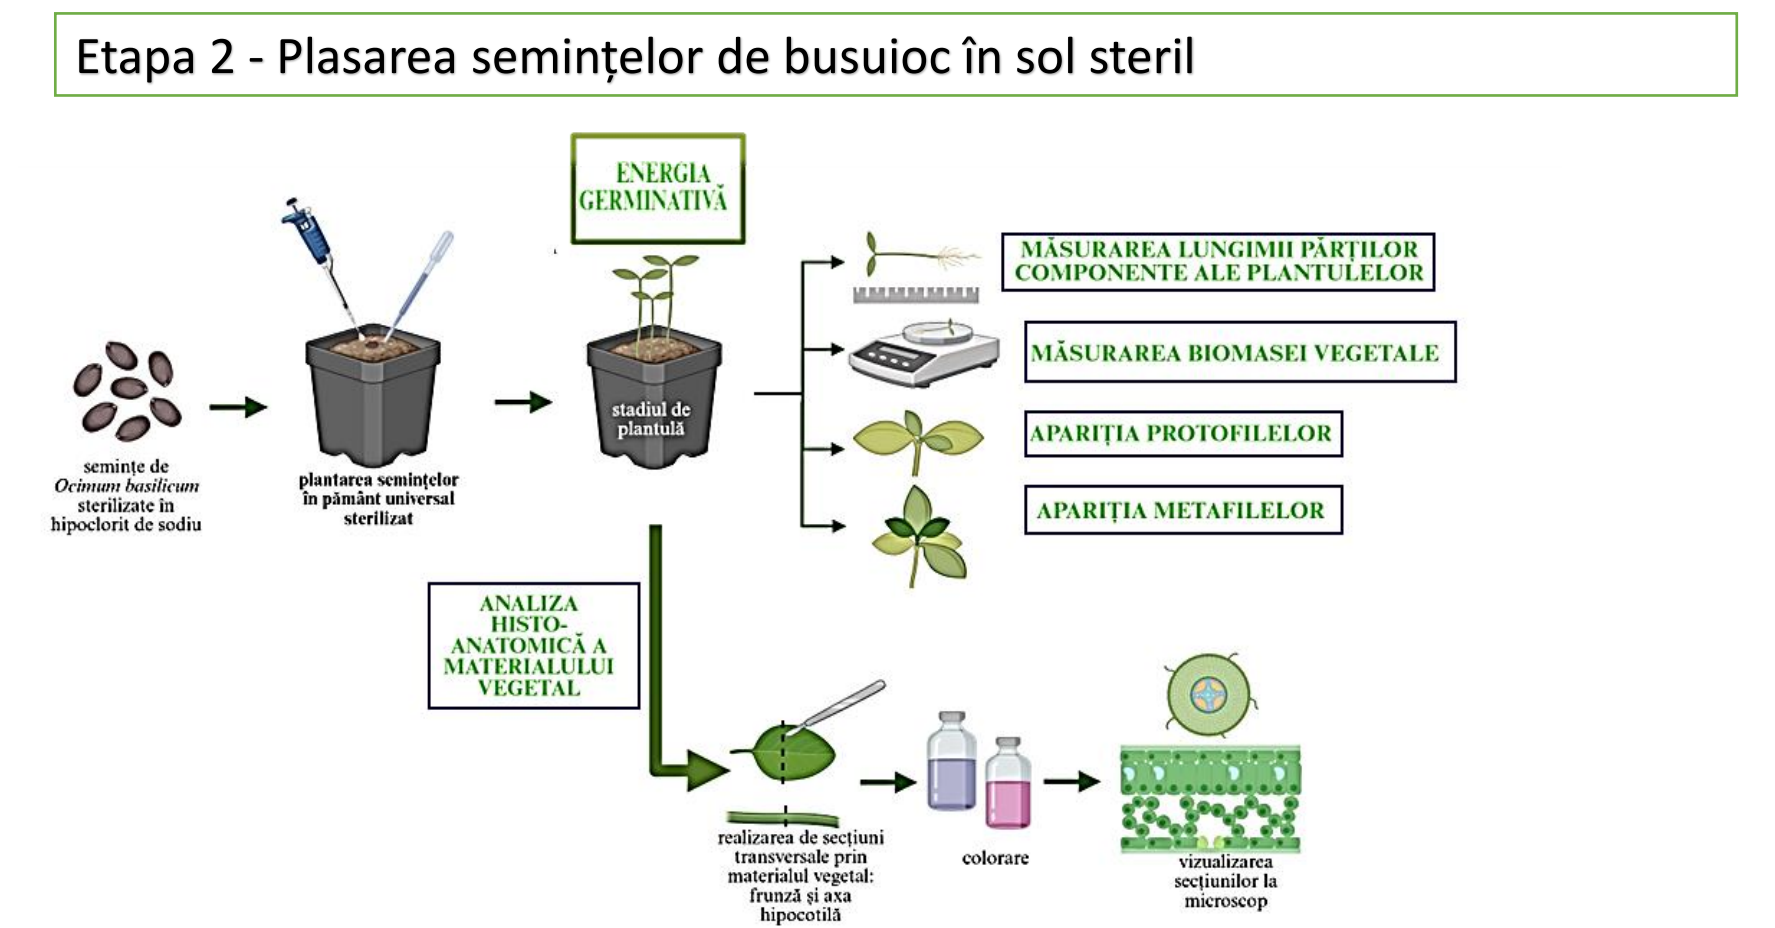 Etapa 2 - Plasarea semințelor de busuioc în sol steril
ENERGIA
GERMINATIVĂ
MĂSURAREA LUNGIMII PĂRȚILOR
COMPONENTE ALE PLANTULELOR
MĂSURAREA BIOMASEI VEGETALE
stadiul de
plantulă
APARIȚIA PROTOFILELOR
semințe de
Ocimum basilicum
sterilizate în
hipoclorit de sodiu
plantarea semințelor
în pământ universal
sterilizat
APARIȚIA METAFILELOR
ANALIZA
HISTO-
ANATOMICĂ A
MATERIALULUI
VEGETAL
realizarea de secțiuni
transversale prin
materialul vegetal:
frunză și axa
hipocotilă
colorare
vizualizarea
secțiunilor la
microscop